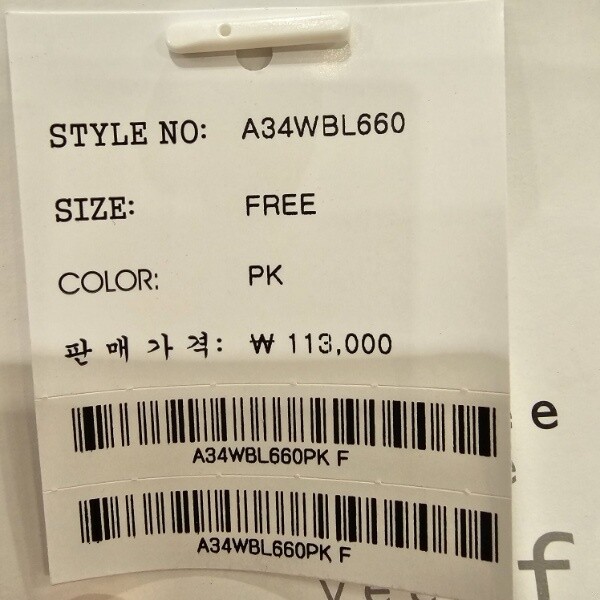 STYLE NO: A34WBL660
SIZE: FREE
COLOR: PK
판매가격: ₩ 113,000
A34WBL660PK F
A34WBL660PK F
e
e
f